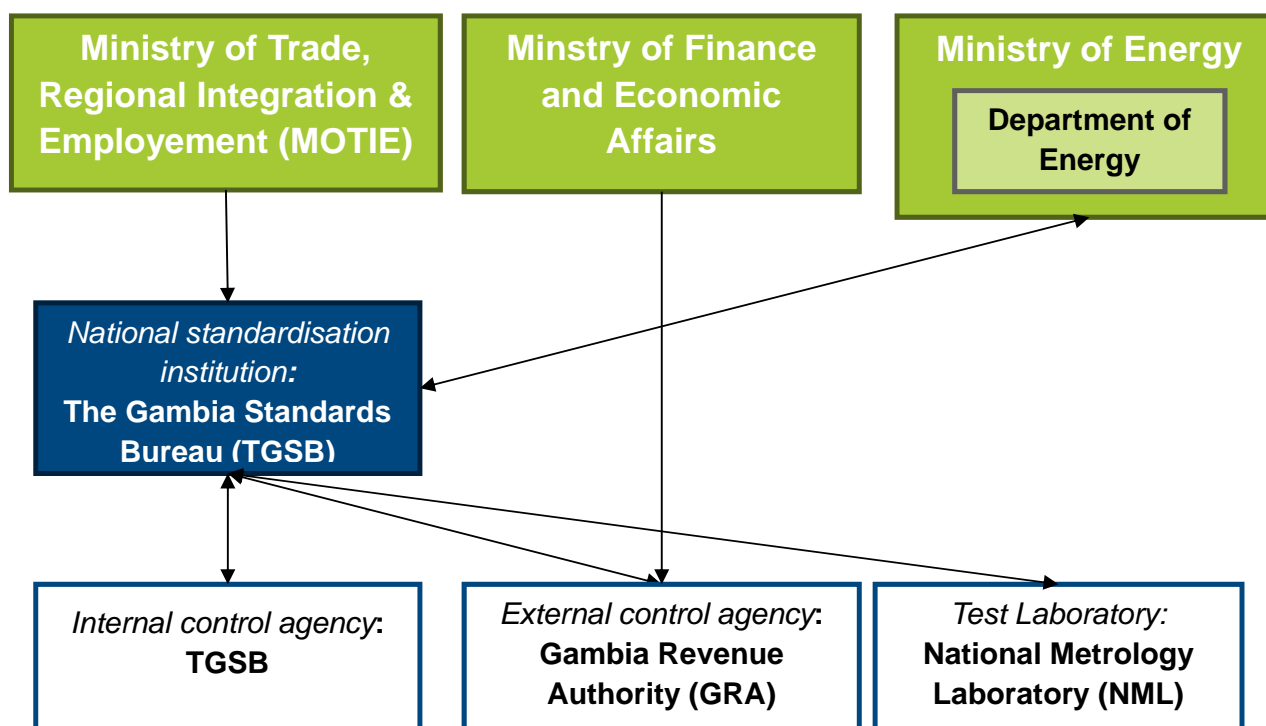 Ministry of Trade,
Regional Integration &
Employement (MOTIE)
Minstry of Finance
and Economic
Affairs
Ministry of Energy
Department of
Energy
National standardisation
institution:
The Gambia Standards
Bureau (TGSB)
Internal control agency:
TGSB
External control agency:
Gambia Revenue
Authority (GRA)
Test Laboratory:
National Metrology
Laboratory (NML)